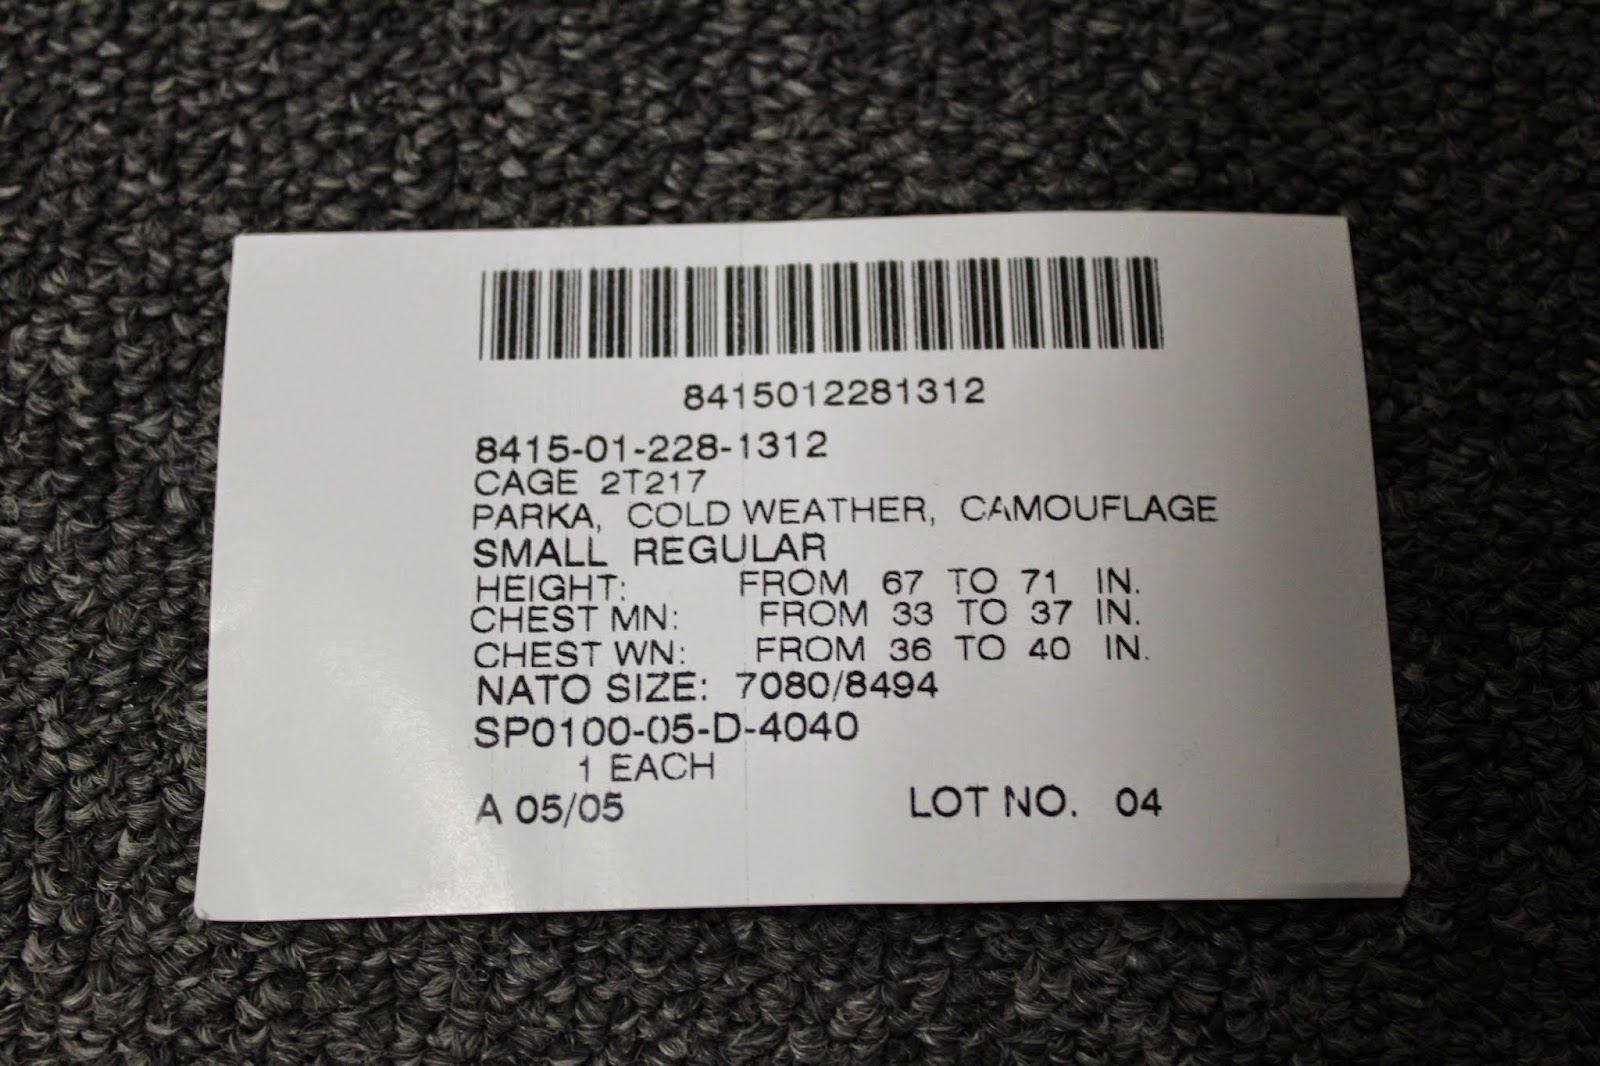 8415012281312
8415-01-228-1312
CAGE 2T217
PARKA, COLD WEATHER, CAMOUFLAGE
SMALL REGULAR
HEIGHT: FROM 67 TO 71 IN.
CHEST MN: FROM 33 TO 37 IN.
CHEST WN: FROM 36 TO 40 IN.
NATO SIZE: 7080/8494
SP0100-05-D-4040
1 EACH
A 05/05 LOT NO. 04